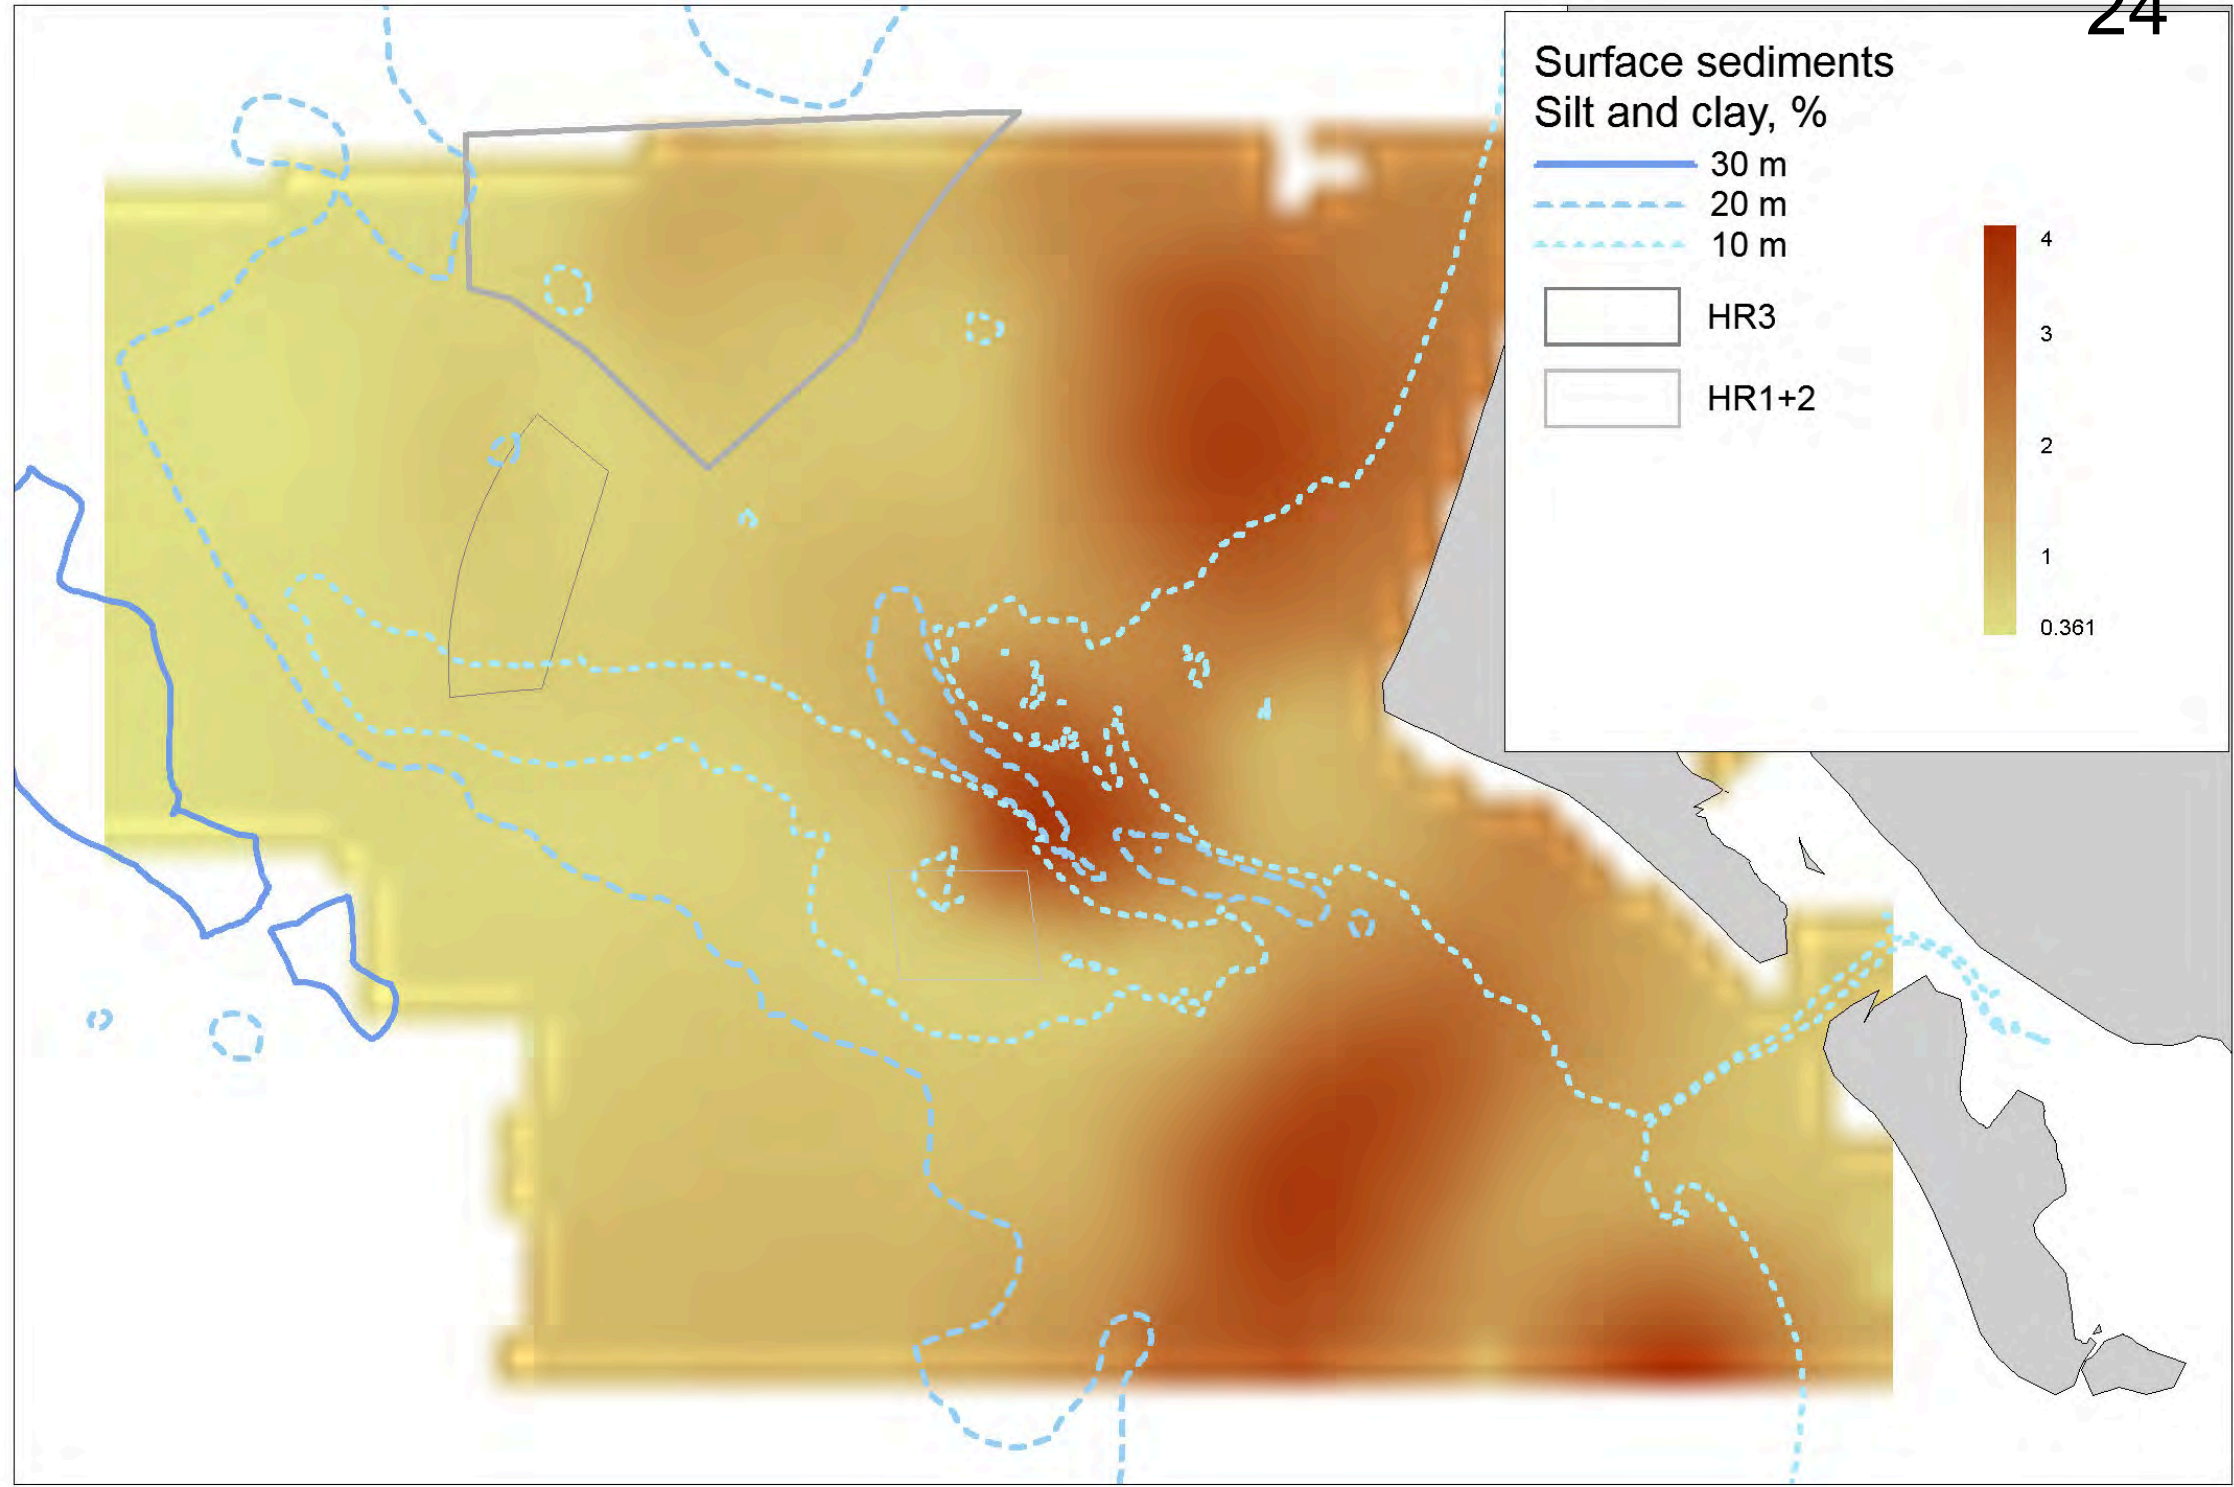 24
Surface sediments
Silt and clay, %
30 m
20 m
10 m
HR3
HR1+2
4
3
2
1
0.361